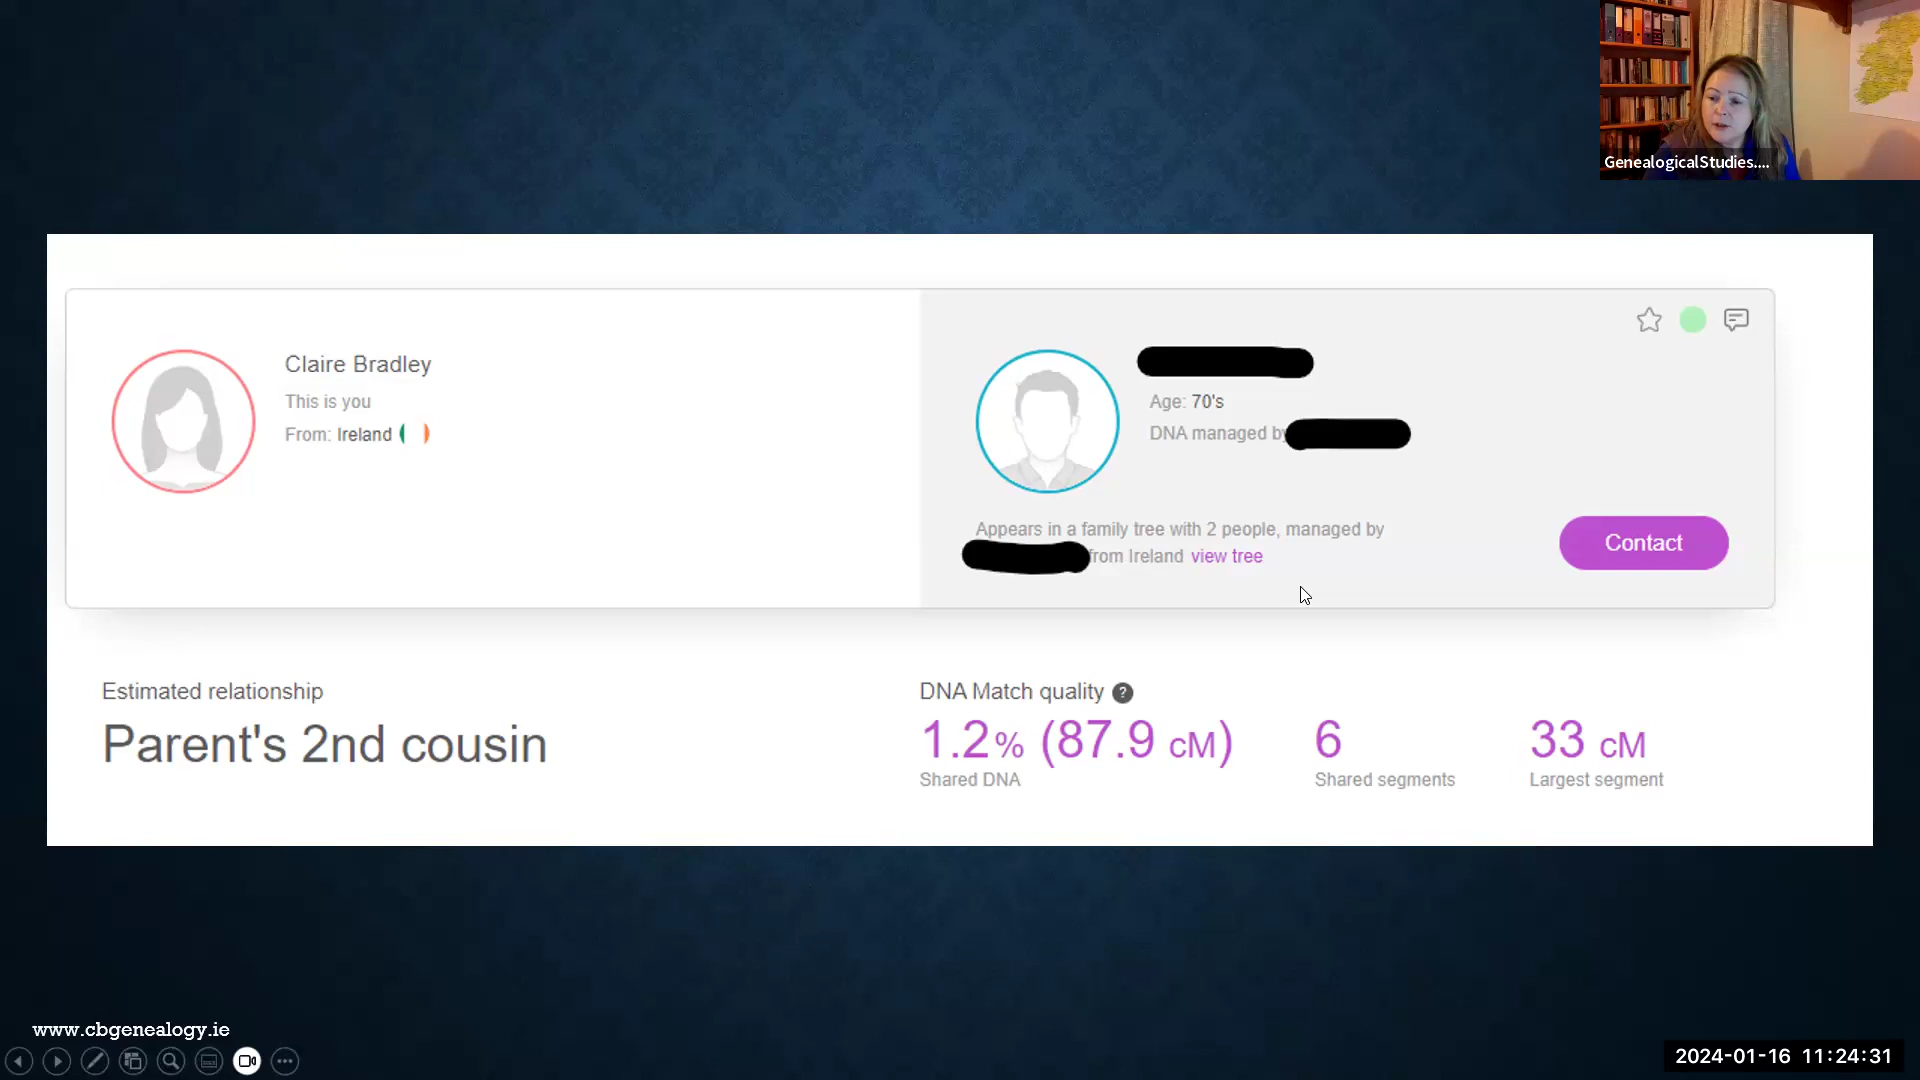 GenealogicalStudies....
Claire Bradley
This is you
From: Ireland
Age: 70's
DNA managed by
Appears in a family tree with 2 people, managed by
from Ireland view tree
Contact
Estimated relationship
Parent's 2nd cousin
DNA Match quality ?
1.2% (87.9 cM)
Shared DNA
6
Shared segments
33 cM
Largest segment
www.cbgenealogy.ie
2024-01-16 11:24:31